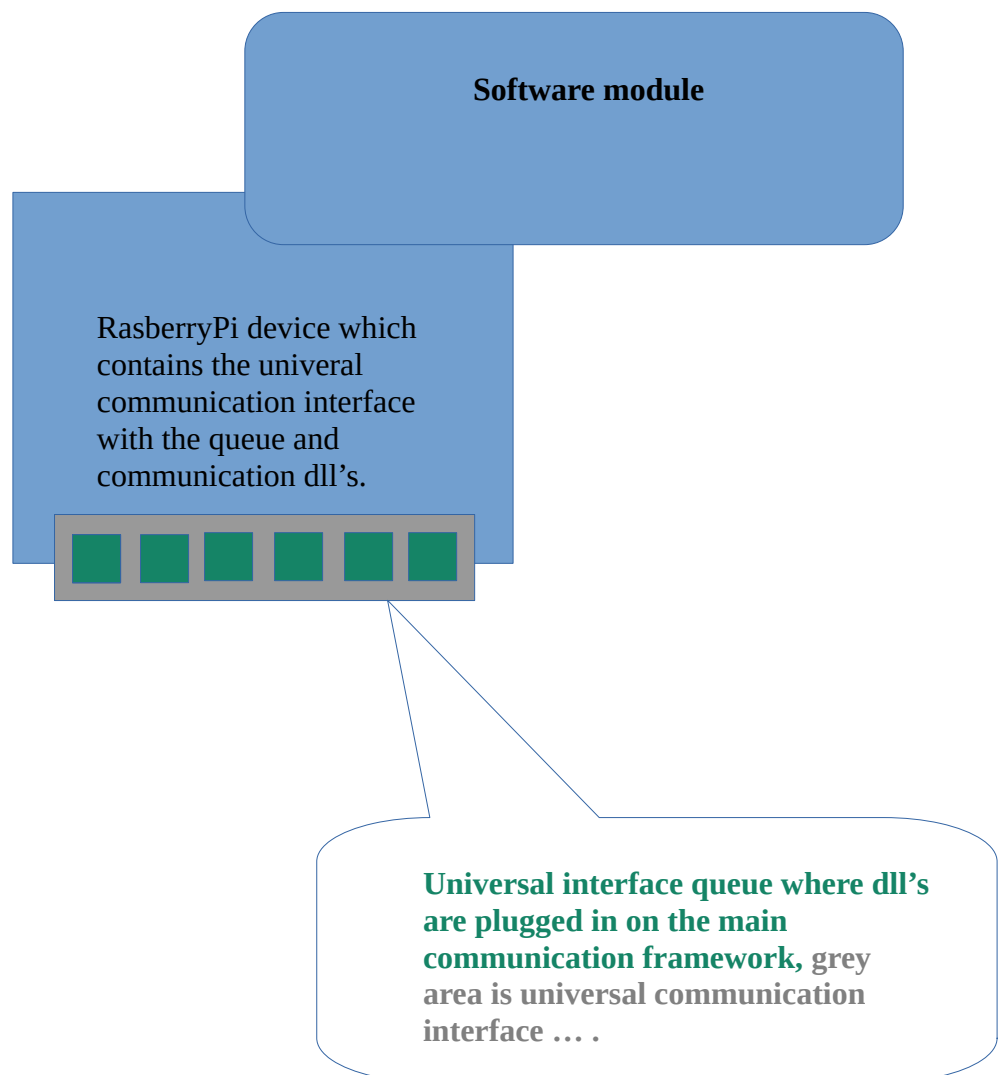 Software module
RasberryPi device which
contains the univeral
communication interface
with the queue and
communication dll’s.
Universal interface queue where dll’s
are plugged in on the main
communication framework, grey
area is universal communication
interface … .